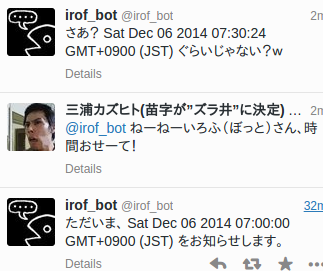 irof_bot @irof_bot 2m
さあ? Sat Dec 06 2014 07:30:24
GMT+0900 (JST) ぐらいじゃない?w
Details
三浦カズヒト(苗字が”ズラ井”に決定) ... 2m
@irof_bot ねーねーいろふ(ぼっと)さん、時
間おせーて!
Details
irof_bot @irof_bot 32m
ただいま、 Sat Dec 06 2014 07:00:00
GMT+0900 (JST) をお知らせします。
Details